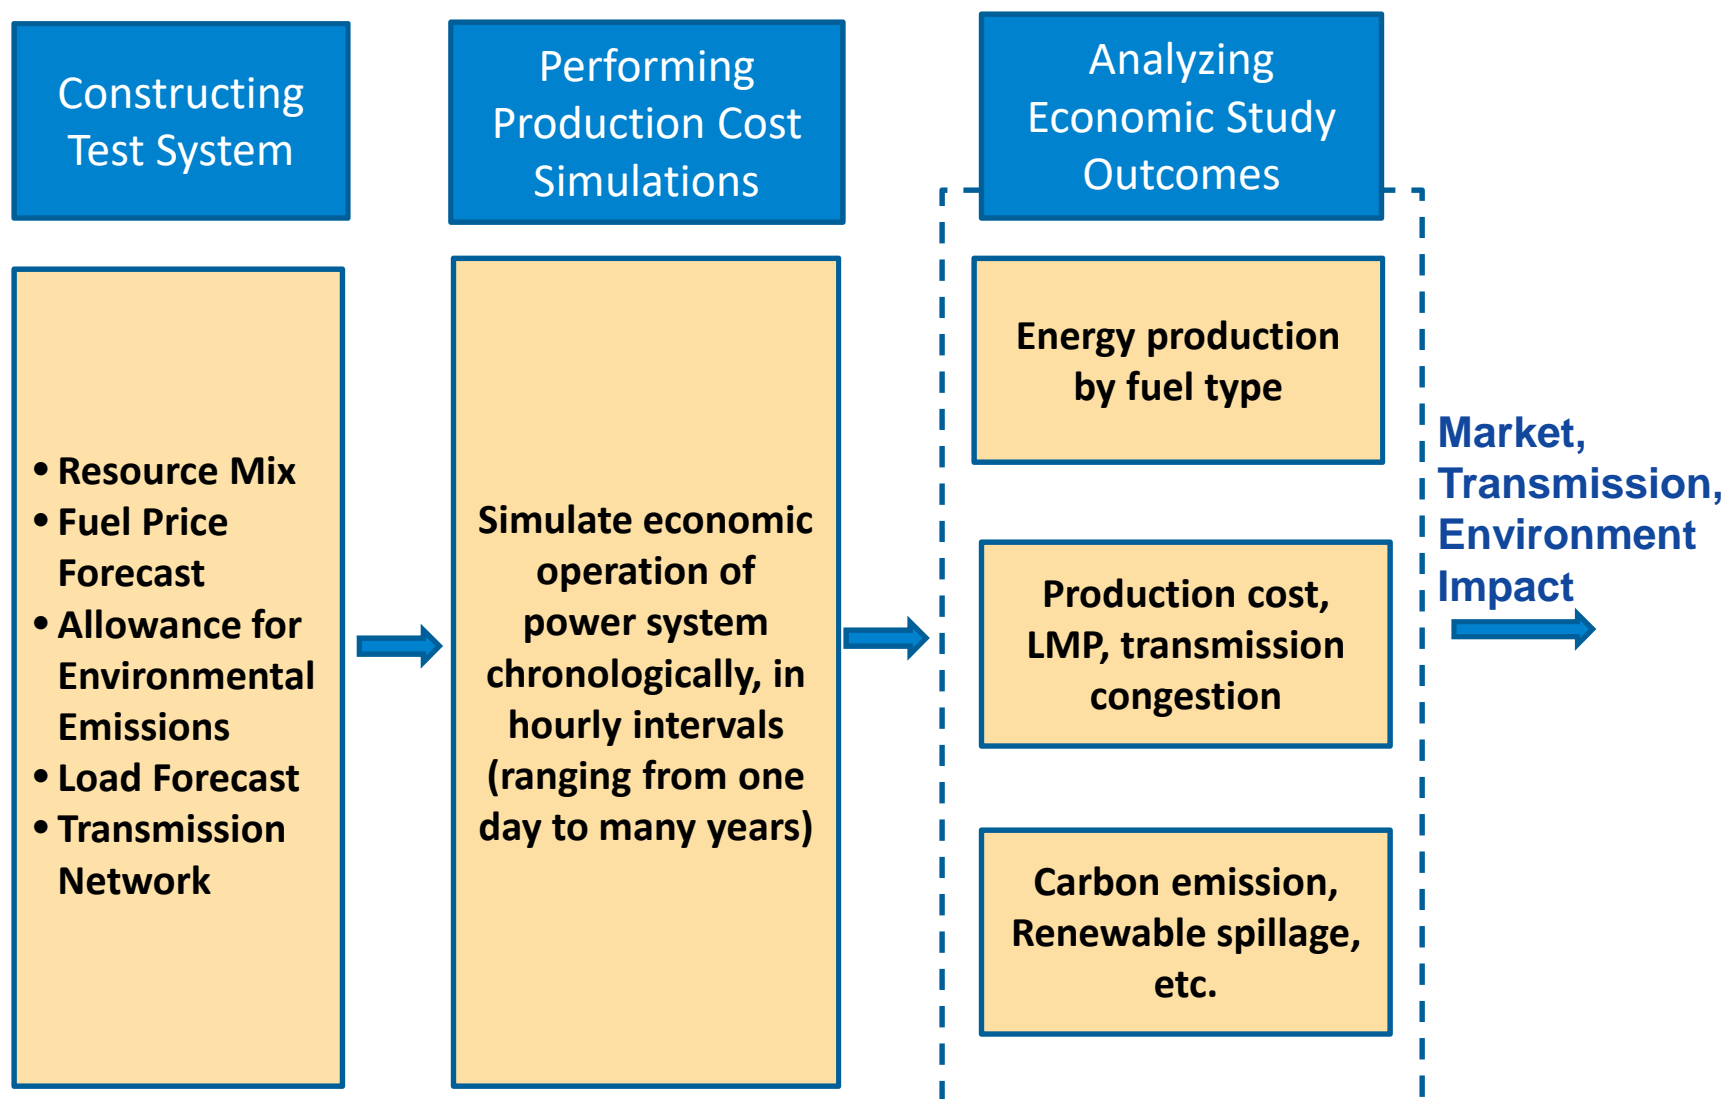 Constructing
Test System
Performing
Production Cost
Simulations
Analyzing
Economic Study
Outcomes
• Resource Mix
• Fuel Price
Forecast
• Allowance for
Environmental
Emissions
• Load Forecast
• Transmission
Network
Simulate economic
operation of
power system
chronologically, in
hourly intervals
(ranging from one
day to many years)
Energy production
by fuel type
Production cost,
LMP, transmission
congestion
Carbon emission,
Renewable spillage,
etc.
Market,
Transmission,
Environment
Impact